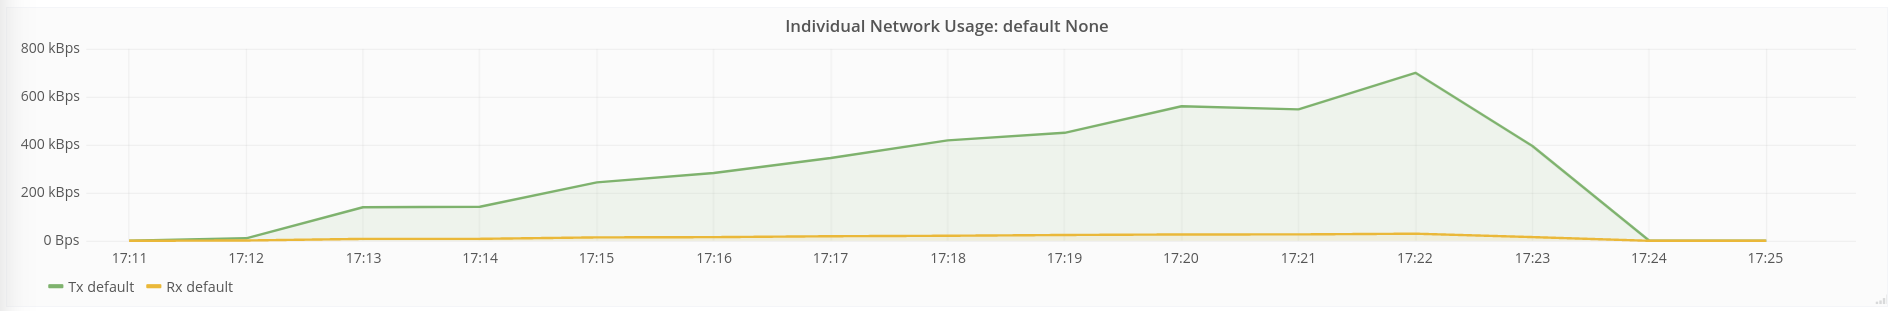 Individual Network Usage: default None
800 kBps
600 kBps
400 kBps
200 kBps
0 Bps
17:11 17:12 17:13 17:14 17:15 17:16 17:17 17:18 17:19 17:20 17:21 17:22 17:23 17:24 17:25
Tx default Rx default